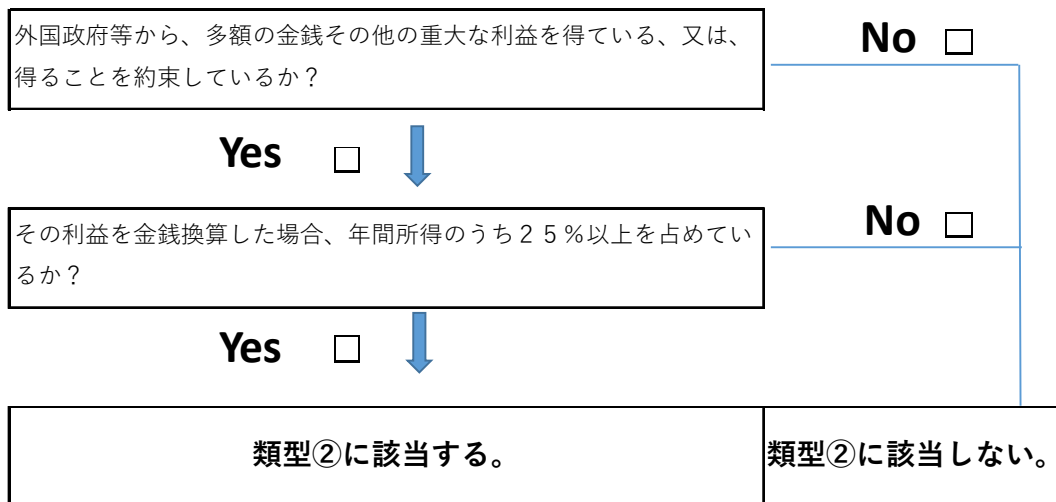 外国政府等から、多額の金銭その他の重大な利益を得ている、又は、
得ることを約束しているか？
No □
Yes □
その利益を金銭換算した場合、年間所得のうち２５％以上を占めてい
るか？
No □
Yes □
類型②に該当する。
類型②に該当しない。